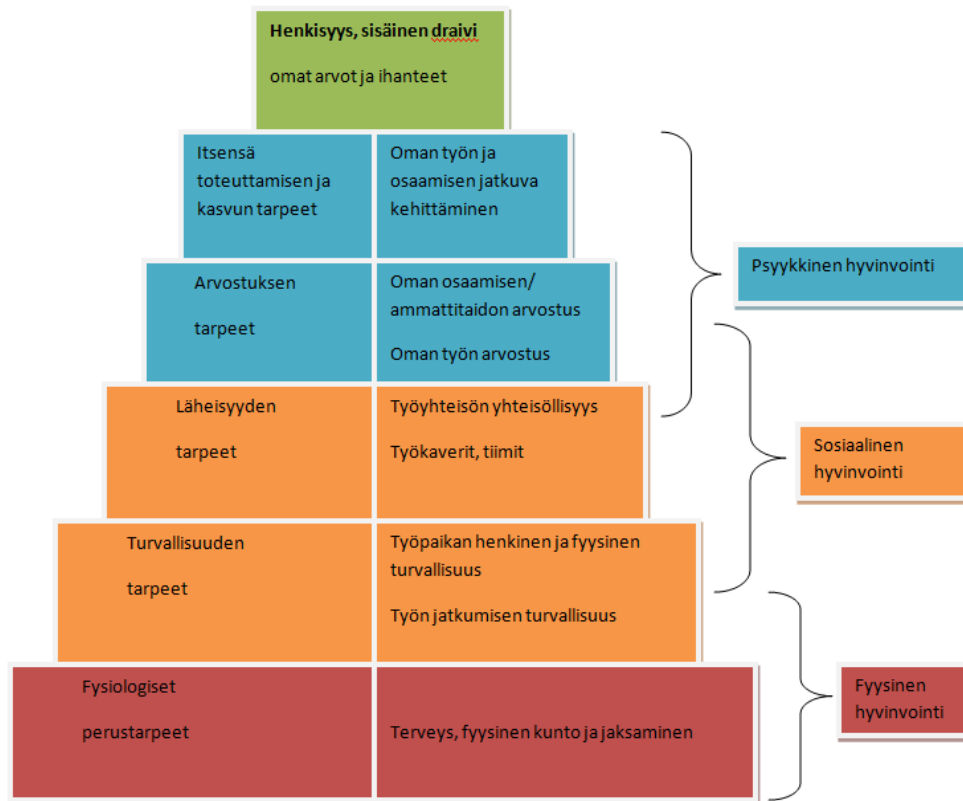 Henkisyys, sisäinen draivi
omat arvot ja ihanteet
Itsensä
toteuttamisen ja
kasvun tarpeet
Oman työn ja
osaamisen jatkuva
kehittäminen
Psyykkinen hyvinvointi
Arvostuksen
tarpeet
Oman osaamisen/
ammattitaidon arvostus
Oman työn arvostus
Läheisyyden
tarpeet
Työyhteisön yhteisöllisyys
Työkaverit, tiimit
Sosiaalinen
hyvinvointi
Turvallisuuden
tarpeet
Työpaikan henkinen ja fyysinen
turvallisuus
Työn jatkumisen turvallisuus
Fysiologiset
perustarpeet
Terveys, fyysinen kunto ja jaksaminen
Fyysinen
hyvinvointi